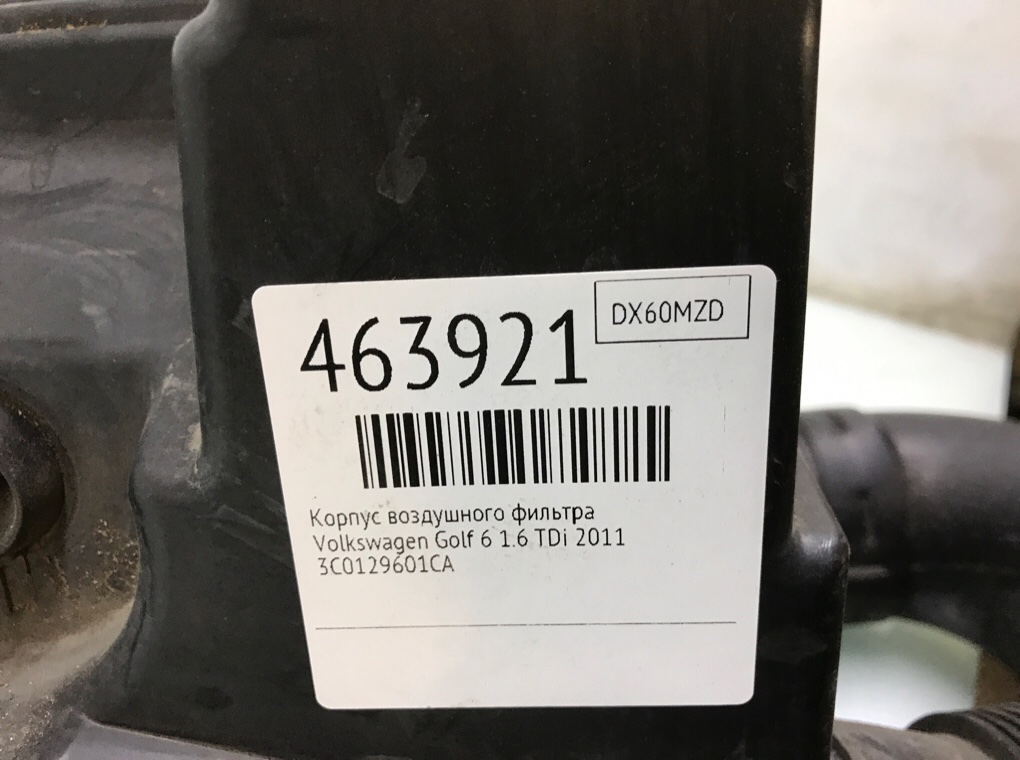 463921
DX60MZD
Корпус воздушного фильтра
Volkswagen Golf 6 1.6 TDi 2011
3C0129601CA